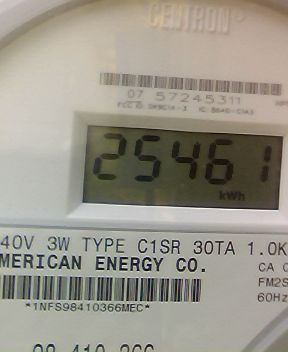 CENTRON®
07 57245311
25461
kWh
40V 3W TYPE C1SR 30TA 1.0K
MERICAN ENERGY CO.
CA 0
FM2S
60Hz
*1NFS98410366MEC*